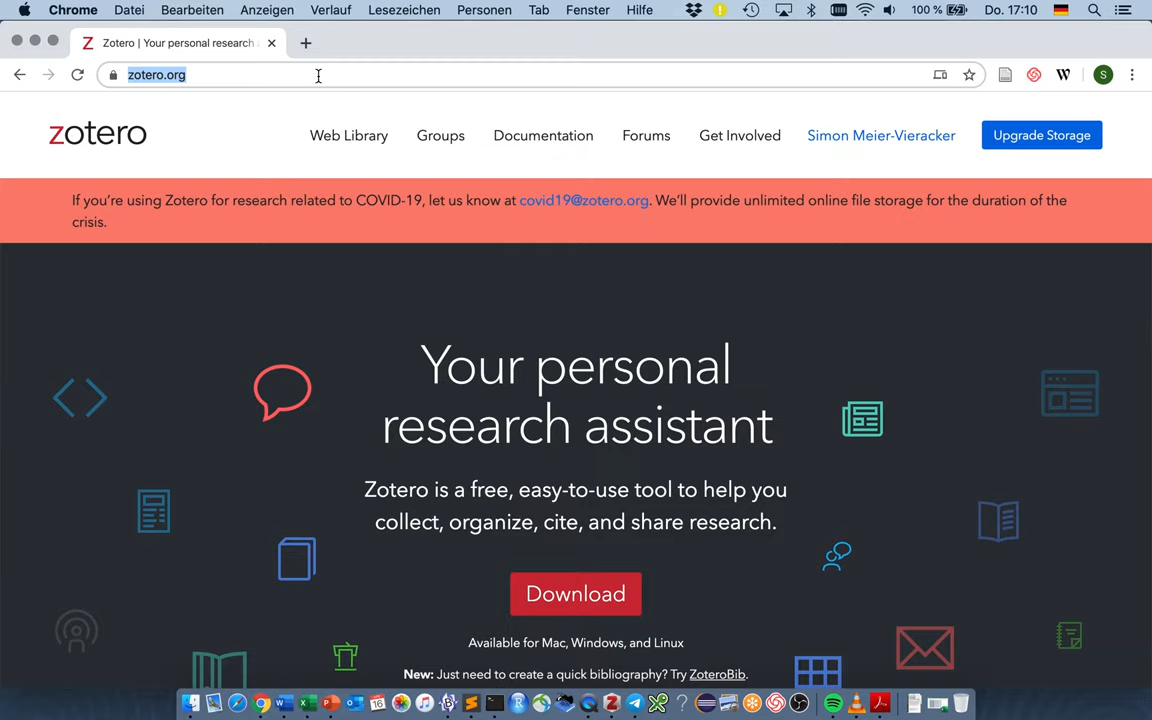 Chrome Datei Bearbeiten Anzeigen Verlauf Lesezeichen Personen Tab Fenster Hilfe 100 % Do. 17:10
Zotero | Your personal research
zotero.org
S
zotero
Web Library Groups Documentation Forums Get Involved Simon Meier-Vieracker Upgrade Storage
If you're using Zotero for research related to COVID-19, let us know at covid19@zotero.org. We'll provide unlimited online file storage for the duration of the
crisis.
Your personal
research assistant
Zotero is a free, easy-to-use tool to help you
collect, organize, cite, and share research.
Download
Available for Mac, Windows, and Linux
New: Just need to create a quick bibliography? Try ZoteroBib.